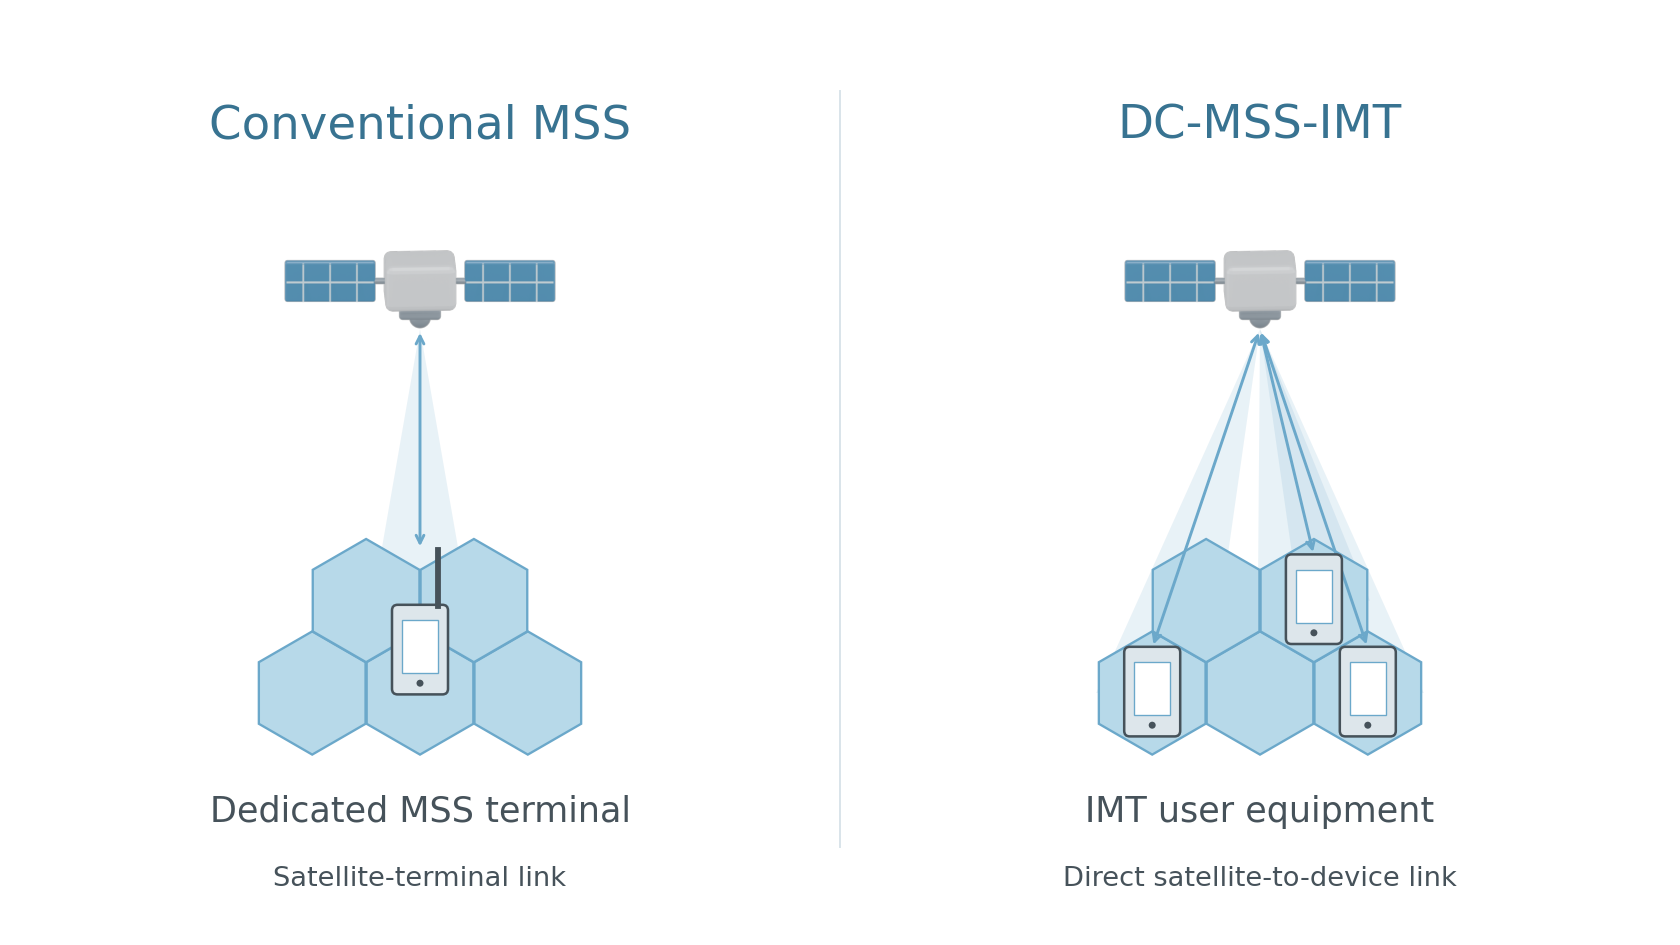 Conventional MSS
Dedicated MSS terminal
Satellite-terminal link
DC-MSS-IMT
IMT user equipment
Direct satellite-to-device link